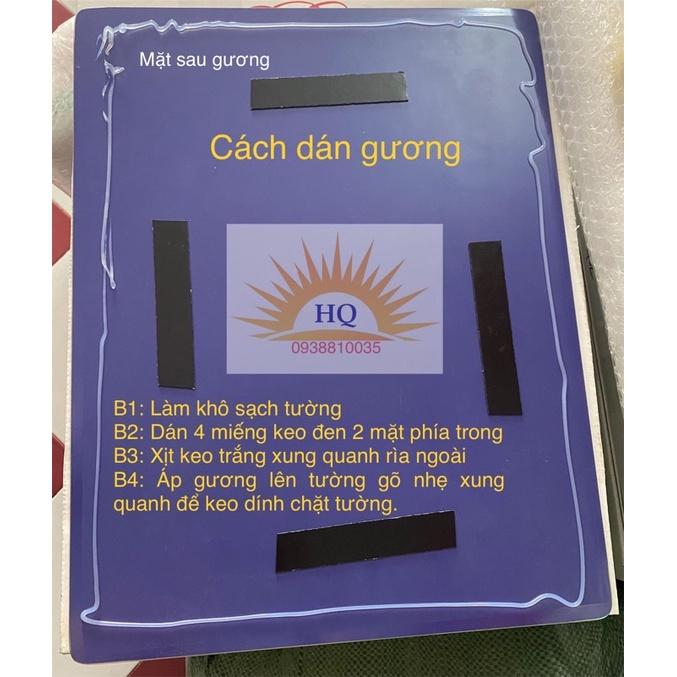 Mặt sau gương
Cách dán gương
HQ
0938810035
B1: Làm khô sạch tường
B2: Dán 4 miếng keo đen 2 mặt phía trong
B3: Xịt keo trắng xung quanh rìa ngoài
B4: Áp gương lên tường gõ nhẹ xung
quanh để keo dính chặt tường.